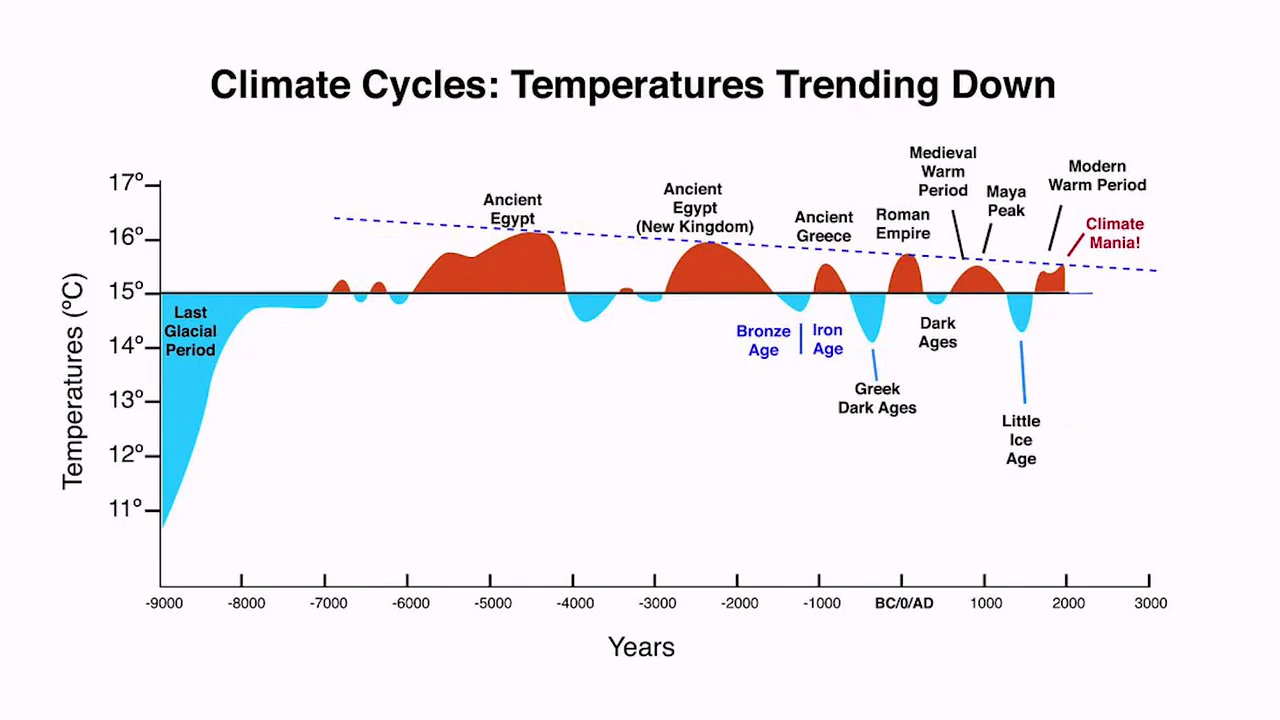 Climate Cycles: Temperatures Trending Down
Medieval
Warm
Period
Modern
Warm Period
Maya
Peak
Climate
Mania!
Ancient
Egypt
Ancient
Egypt
(New Kingdom)
Ancient
Greece
Roman
Empire
17º
16º
15º
14º
13º
12º
11º
Temperatures (ºC)
Last
Glacial
Period
Bronze
Age
Iron
Age
Dark
Ages
Greek
Dark Ages
Little
Ice
Age
-9000 -8000 -7000 -6000 -5000 -4000 -3000 -2000 -1000 BC/0/AD 1000 2000 3000
Years